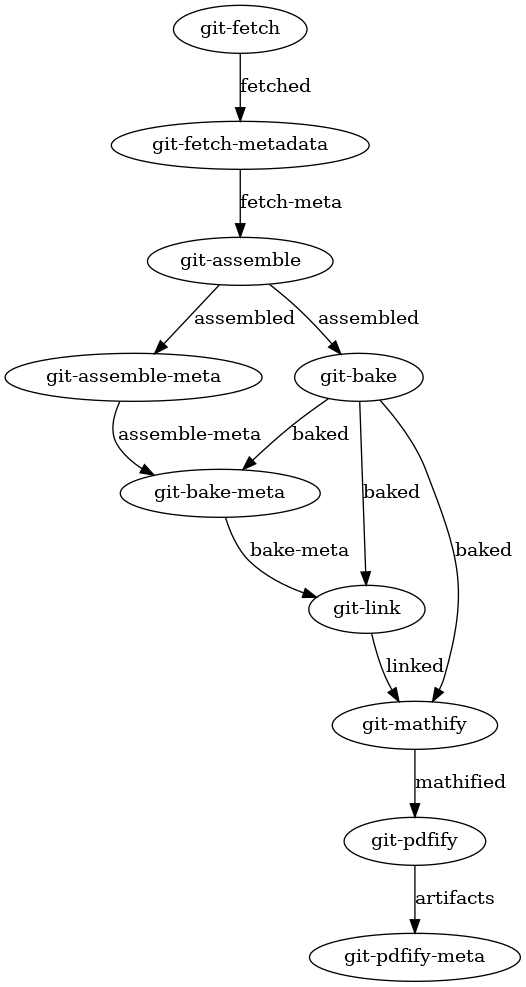 git-fetch
fetched
git-fetch-metadata
fetch-meta
git-assemble
assembled
assembled
git-assemble-meta
git-bake
assemble-meta
baked
git-bake-meta
baked
bake-meta
baked
git-link
linked
git-mathify
mathified
git-pdfify
artifacts
git-pdfify-meta